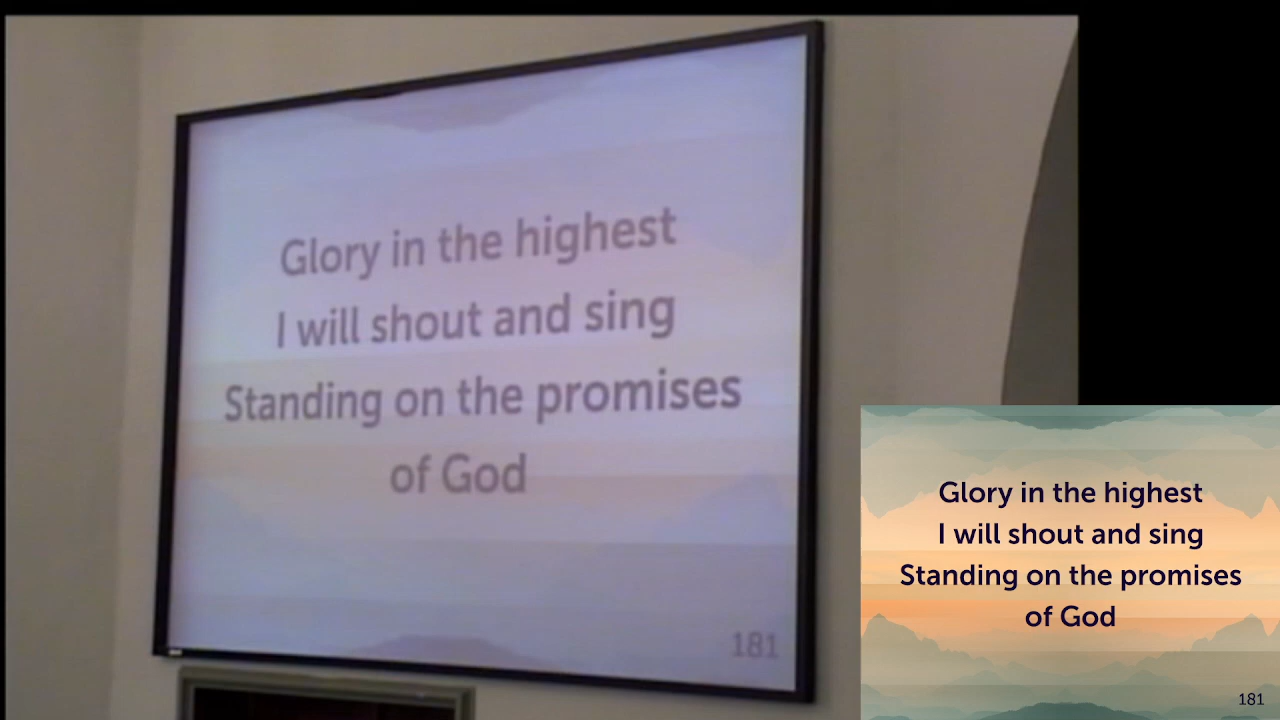 Glory in the highest
I will shout and sing
Standing on the promises
of God
181
Glory in the highest
I will shout and sing
Standing on the promises
of God
181